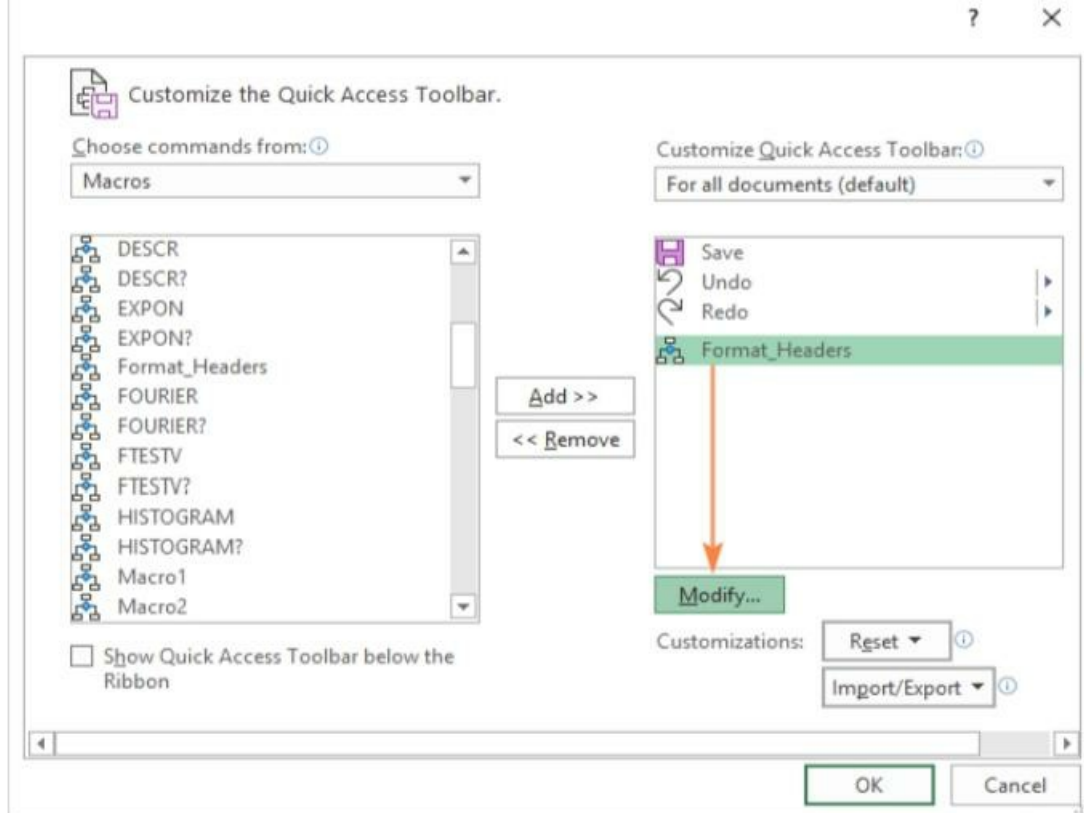 ?
Customize the Quick Access Toolbar.
Choose commands from:
Macros
DESCR
DESCR?
EXPON
EXPON?
Format_Headers
FOURIER
FOURIER?
FTESTV
FTESTV?
HISTOGRAM
HISTOGRAM?
Macro1
Macro2
Show Quick Access Toolbar below the
Ribbon
Add >>
<< Remove
Customize Quick Access Toolbar:
For all documents (default)
Save
Undo
Redo
Format_Headers
Modify...
Customizations:
Reset
Import/Export
OK
Cancel